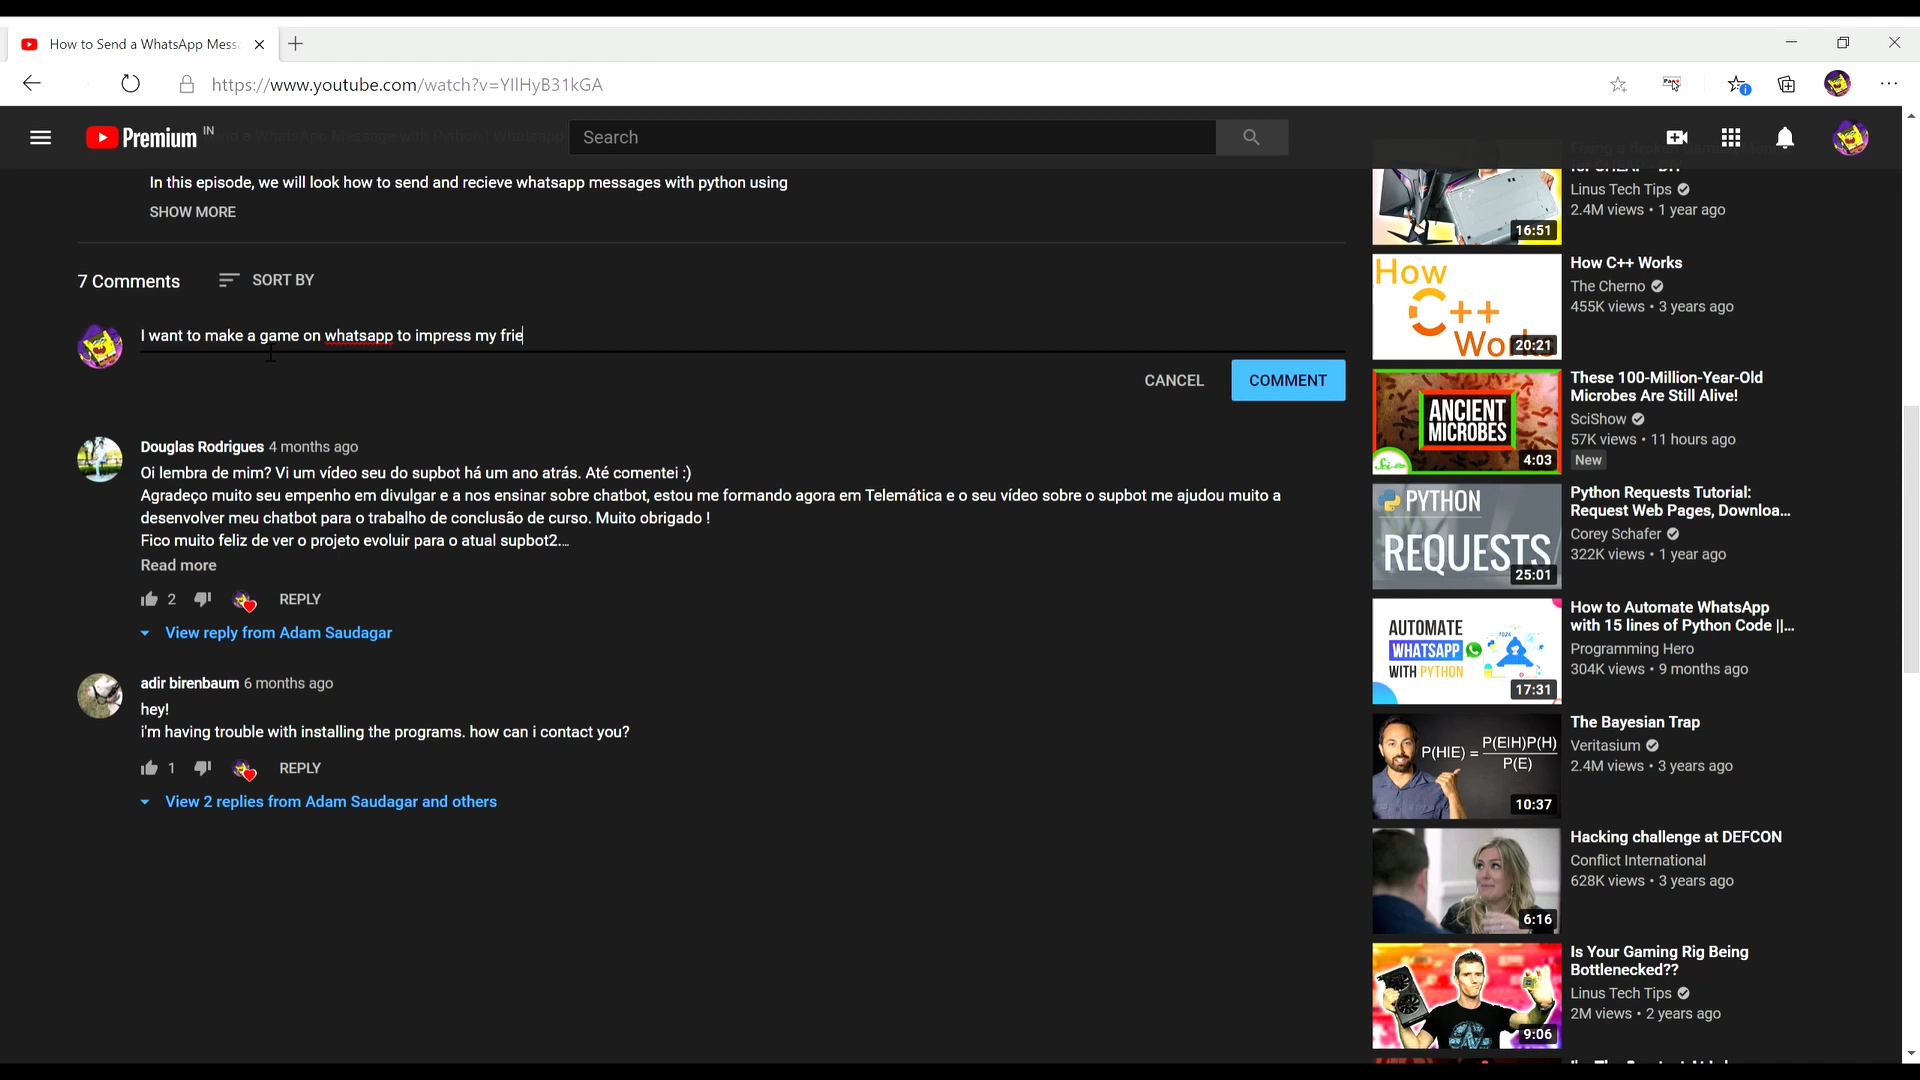 How to Send a WhatsApp Mess
https://www.youtube.com/watch?v=YIlHyB31kGA
Premium IN
Search
In this episode, we will look how to send and recieve whatsapp messages with python using
SHOW MORE
7 Comments SORT BY
I want to make a game on whatsapp to impress my frie
CANCEL COMMENT
Douglas Rodrigues 4 months ago
Oi lembra de mim? Vi um vídeo seu do supbot há um ano atrás. Até comentei :)
Agradeço muito seu empenho em divulgar e a nos ensinar sobre chatbot, estou me formando agora em Telemática e o seu vídeo sobre o supbot me ajudou muito a
desenvolver meu chatbot para o trabalho de conclusão de curso. Muito obrigado !
Fico muito feliz de ver o projeto evoluir para o atual supbot2...
Read more
2 REPLY
View reply from Adam Saudagar
adir birenbaum 6 months ago
hey!
i'm having trouble with installing the programs. how can i contact you?
1 REPLY
View 2 replies from Adam Saudagar and others
Linus Tech Tips
2.4M views • 1 year ago
16:51
How C++ Works
20:21
How C++ Works
The Cherno
455K views • 3 years ago
ANCIENT
MICROBES
4:03
These 100-Million-Year-Old
Microbes Are Still Alive!
SciShow
57K views • 11 hours ago
New
PYTHON
REQUESTS
25:01
Python Requests Tutorial:
Request Web Pages, Downloa...
Corey Schafer
322K views • 1 year ago
AUTOMATE
WHATSAPP
WITH PYTHON
17:31
How to Automate WhatsApp
with 15 lines of Python Code ||...
Programming Hero
304K views • 9 months ago
P(H|E) = P(E|H)P(H)
P(E)
10:37
The Bayesian Trap
Veritasium
2.4M views • 3 years ago
6:16
Hacking challenge at DEFCON
Conflict International
628K views • 3 years ago
9:06
Is Your Gaming Rig Being
Bottlenecked??
Linus Tech Tips
2M views • 2 years ago